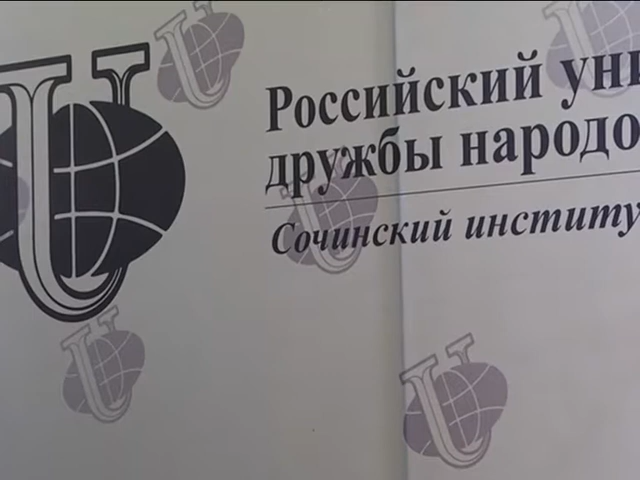 Российский уни
дружбы народо
Сочинский институ